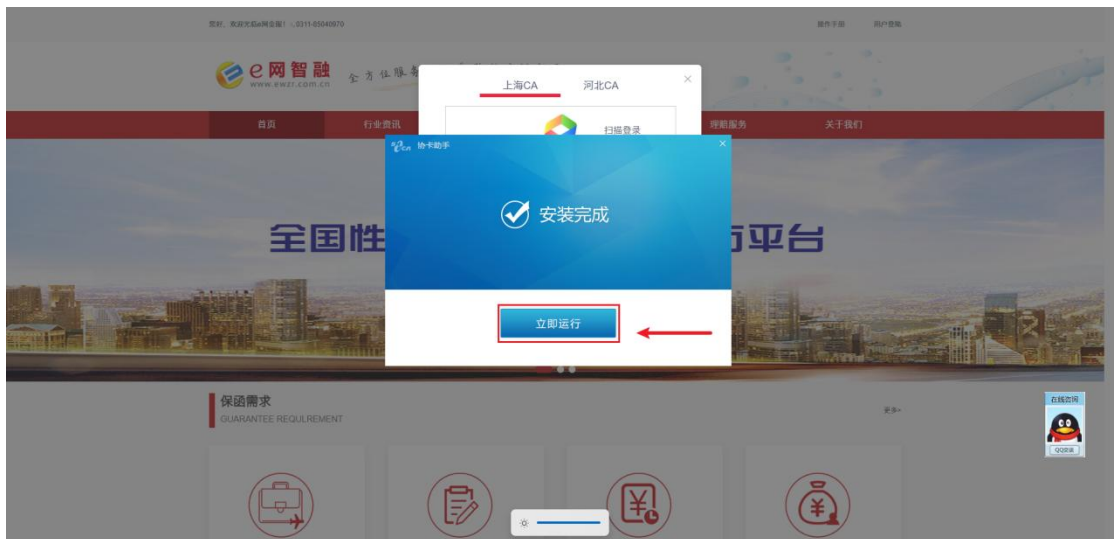 您好，欢迎光临e网金融！ 0311-85040970
操作手册 用户登陆
e网智融
www.ewzr.com.cn
全方位服务
上海CA 河北CA ×
扫描登录
首页 行业资讯 理赔服务 关于我们
协卡助手 ×
安装完成
全国性 方平台
立即运行
保函需求
GUARANTEE REQULREMENT
更多
在线咨询
QQ交谈